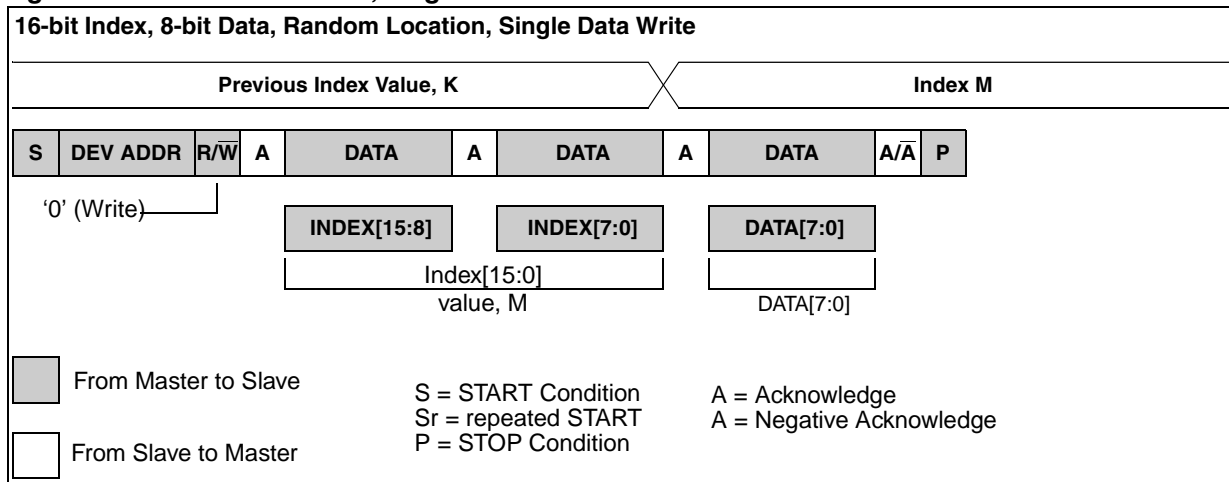 16-bit Index, 8-bit Data, Random Location, Single Data Write
Previous Index Value, K
Index M
S DEV ADDR R/W̅ A DATA A DATA A DATA A/A̅ P
'0' (Write)
INDEX[15:8] INDEX[7:0] DATA[7:0]
Index[15:0]
value, M
DATA[7:0]
From Master to Slave
From Slave to Master
S = START Condition
Sr = repeated START
P = STOP Condition
A = Acknowledge
A = Negative Acknowledge